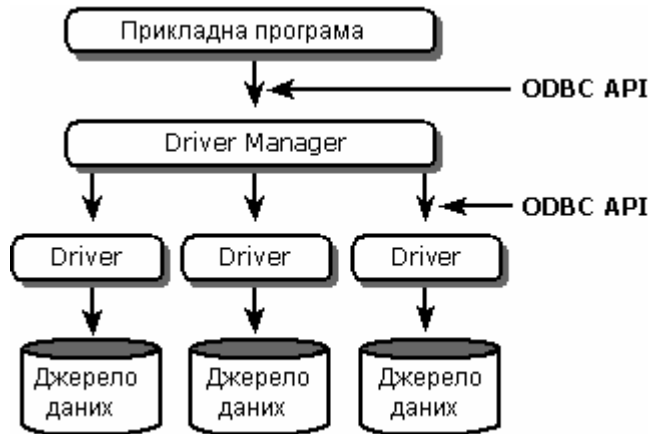 Прикладна програма
ODBC API
Driver Manager
ODBC API
Driver
Driver
Driver
Джерело
даних
Джерело
даних
Джерело
даних